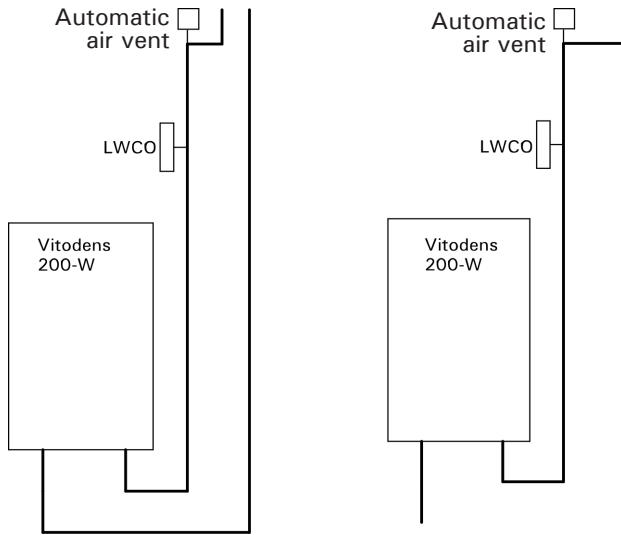 Automatic
air vent
LWCO
Vitodens
200-W
Automatic
air vent
LWCO
Vitodens
200-W